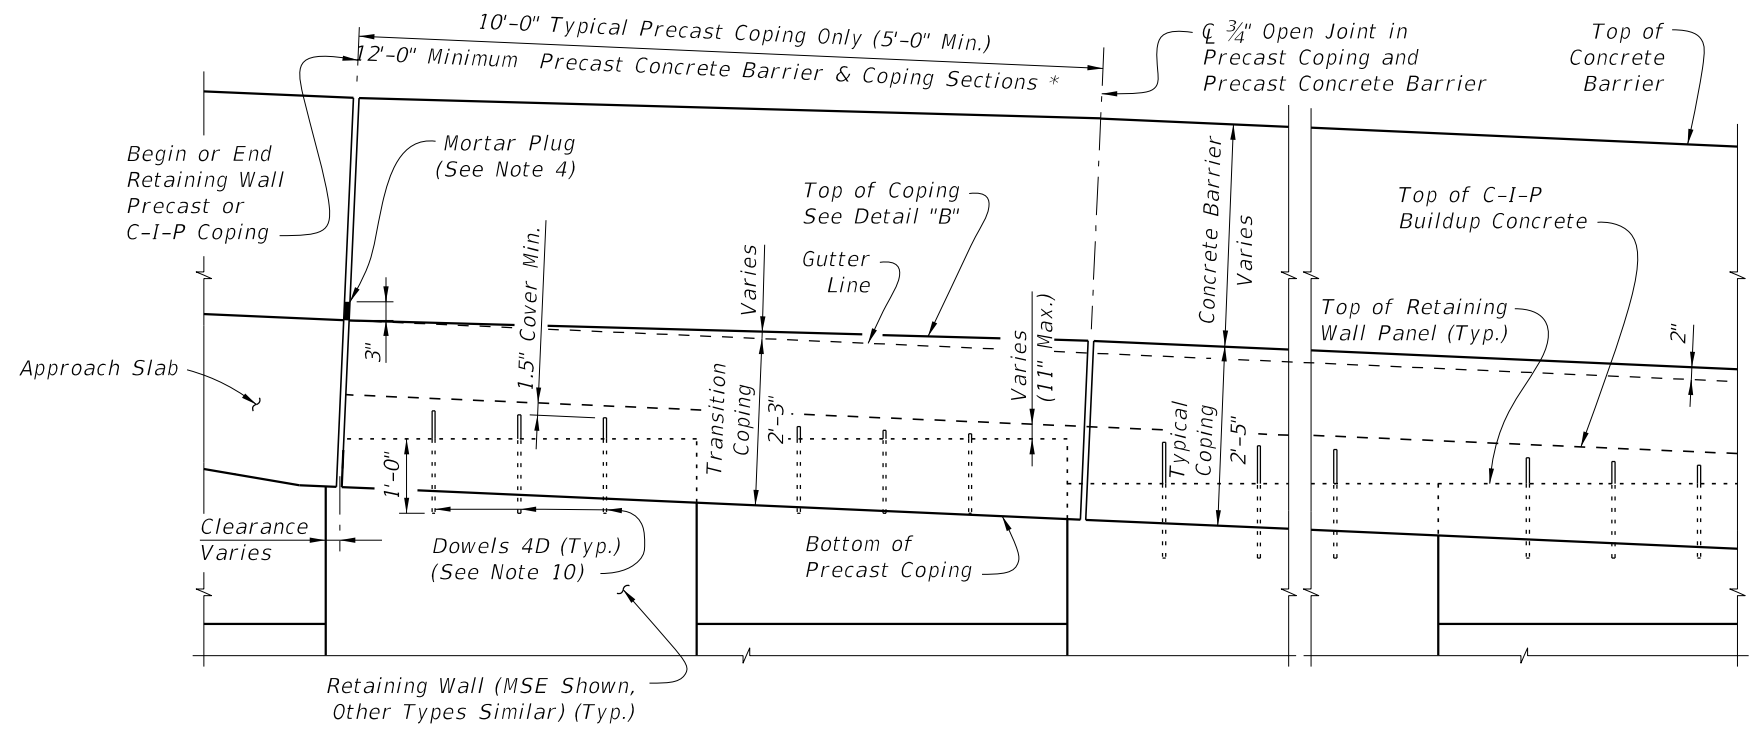 10'-0" Typical Precast Coping Only (5'-0" Min.)
12'-0" Minimum Precast Concrete Barrier & Coping Sections *
℄ ¾" Open Joint in
Precast Coping and
Precast Concrete Barrier
Top of
Concrete
Barrier
Begin or End
Retaining Wall
Precast or
C-I-P Coping
Mortar Plug
(See Note 4)
Top of Coping
See Detail "B"
Gutter
Line
Concrete Barrier
Varies
Top of C-I-P
Buildup Concrete
Top of Retaining
Wall Panel (Typ.)
2"
1.5" Cover Min.
Varies
Varies
(11" Max.)
3"
Approach Slab
Transition
Coping
2'-3"
Typical
Coping
2'-5"
1'-0"
Clearance
Varies
Dowels 4D (Typ.)
(See Note 10)
Bottom of
Precast Coping
Retaining Wall (MSE Shown,
Other Types Similar) (Typ.)